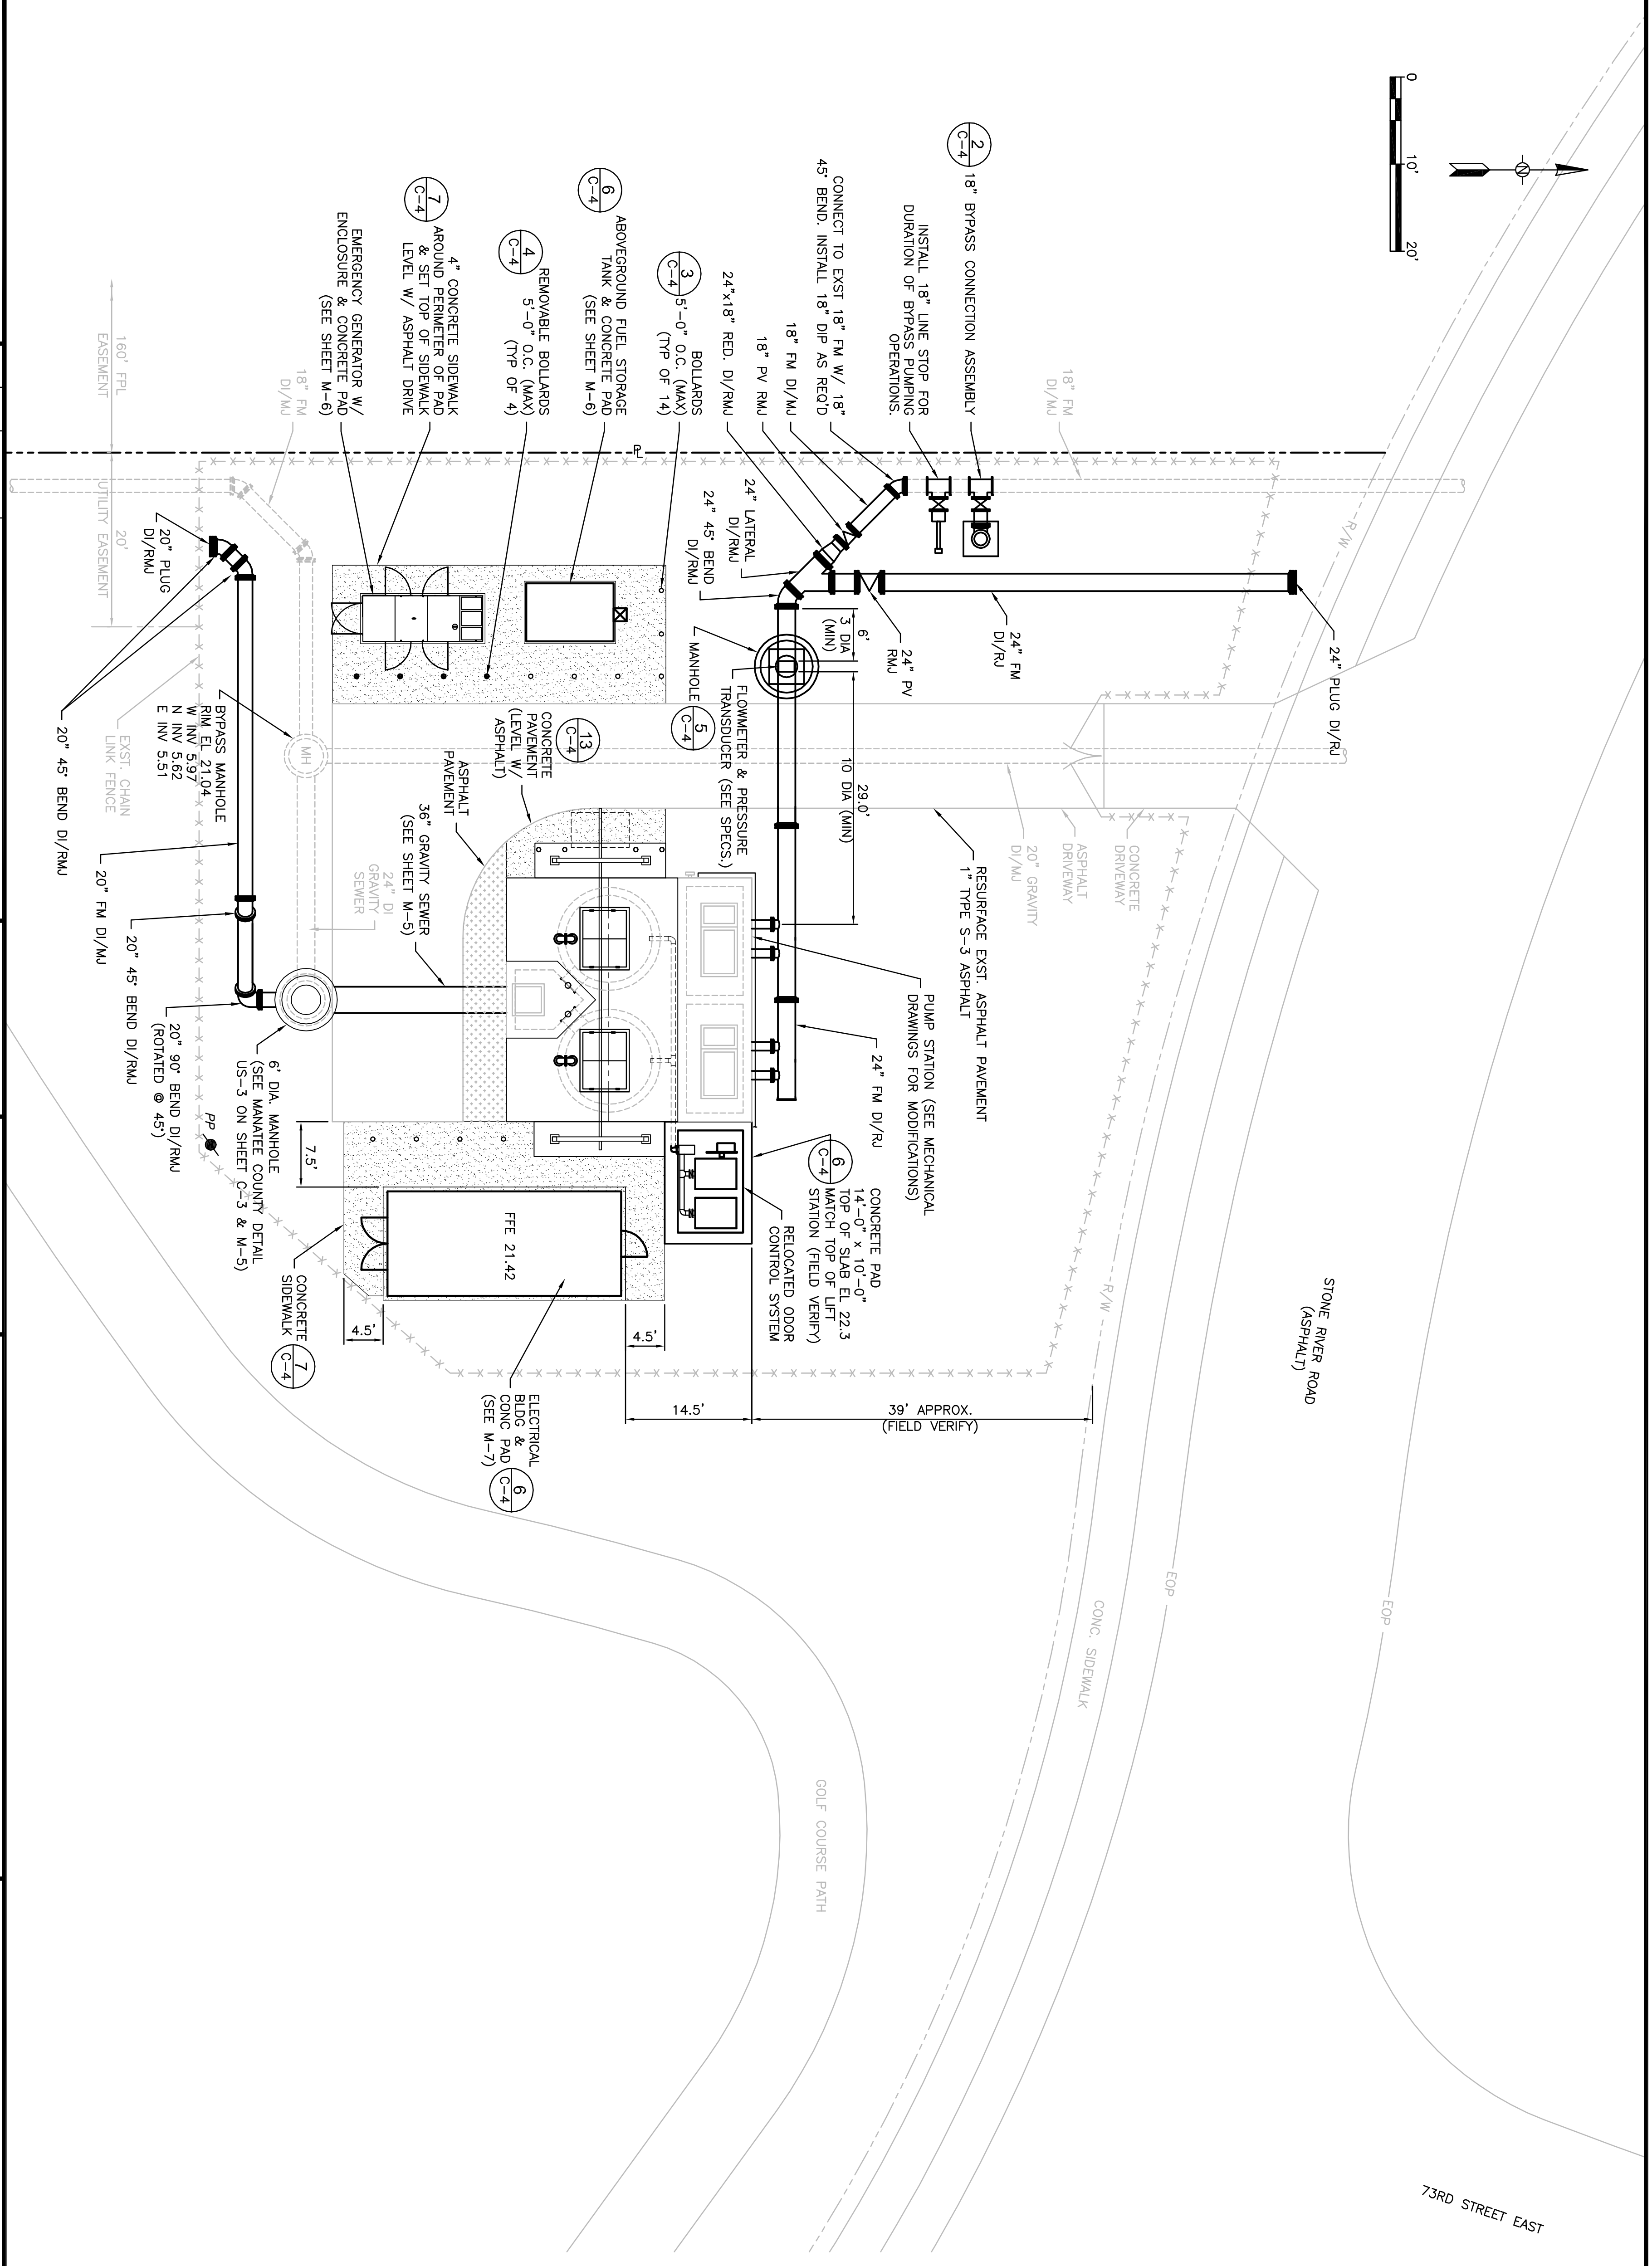 0
10'
20'
N
2
C-4
18" BYPASS CONNECTION ASSEMBLY
INSTALL 18" LINE STOP FOR
DURATION OF BYPASS PUMPING
OPERATIONS.
CONNECT TO EXST 18" FM W/ 18"
45° BEND. INSTALL 18" DIP AS REQ'D
18" FM DI/MJ
18" PV RMJ
24"x18" RED. DI/RMJ
3
C-4
BOLLARDS
5'-0" O.C. (MAX)
(TYP OF 14)
6
C-4
ABOVEGROUND FUEL STORAGE
TANK & CONCRETE PAD
(SEE SHEET M-6)
4
C-4
REMOVABLE BOLLARDS
5'-0" O.C. (MAX)
(TYP OF 4)
7
C-4
4" CONCRETE SIDEWALK
AROUND PERIMETER OF PAD
& SET TOP OF SIDEWALK
LEVEL W/ ASPHALT DRIVE
EMERGENCY GENERATOR W/
ENCLOSURE & CONCRETE PAD
(SEE SHEET M-6)
18" FM
DI/MJ
18" FM
DI/MJ
160' FPL
EASEMENT
20'
UTILITY EASEMENT
PL
R/W
24" LATERAL
DI/RMJ
24" 45° BEND
DI/RMJ
6'
3 DIA
(MIN)
24" PV
RMJ
24" FM
DI/RJ
24" PLUG DI/RJ
MANHOLE
5
C-4
FLOWMETER & PRESSURE
TRANSDUCER (SEE SPECS.)
29.0'
10 DIA (MIN)
13
C-4
CONCRETE
PAVEMENT
(LEVEL W/
ASPHALT)
ASPHALT
PAVEMENT
36" GRAVITY SEWER
(SEE SHEET M-5)
RESURFACE EXST. ASPHALT PAVEMENT
1" TYPE S-3 ASPHALT
20" GRAVITY
DI/MJ
ASPHALT
DRIVEWAY
CONCRETE
DRIVEWAY
PUMP STATION (SEE MECHANICAL
DRAWINGS FOR MODIFICATIONS)
24" FM DI/RJ
6
C-4
CONCRETE PAD
14'-0" x 10'-0"
TOP OF SLAB EL 22.3
MATCH TOP OF LIFT
STATION (FIELD VERIFY)
RELOCATED ODOR
CONTROL SYSTEM
20" PLUG
DI/RMJ
MH
BYPASS MANHOLE
RIM EL 21.04
W INV 5.97
N INV 5.62
E INV 5.51
EXST. CHAIN
LINK FENCE
20" 45° BEND DI/RMJ
24" DI
GRAVITY
SEWER
20" FM DI/MJ
20" 45° BEND DI/RMJ
20" 90° BEND DI/RMJ
(ROTATED @ 45°)
PP
6' DIA. MANHOLE
(SEE MANATEE COUNTY DETAIL
US-3 ON SHEET C-3 & M-5)
7.5'
FFE 21.42
CONCRETE
SIDEWALK
7
C-4
4.5'
4.5'
ELECTRICAL
BLDG &
CONC PAD
(SEE M-7)
6
C-4
14.5'
39' APPROX.
(FIELD VERIFY)
R/W
STONE RIVER ROAD
(ASPHALT)
EOP
EOP
CONC. SIDEWALK
GOLF COURSE PATH
73RD STREET EAST